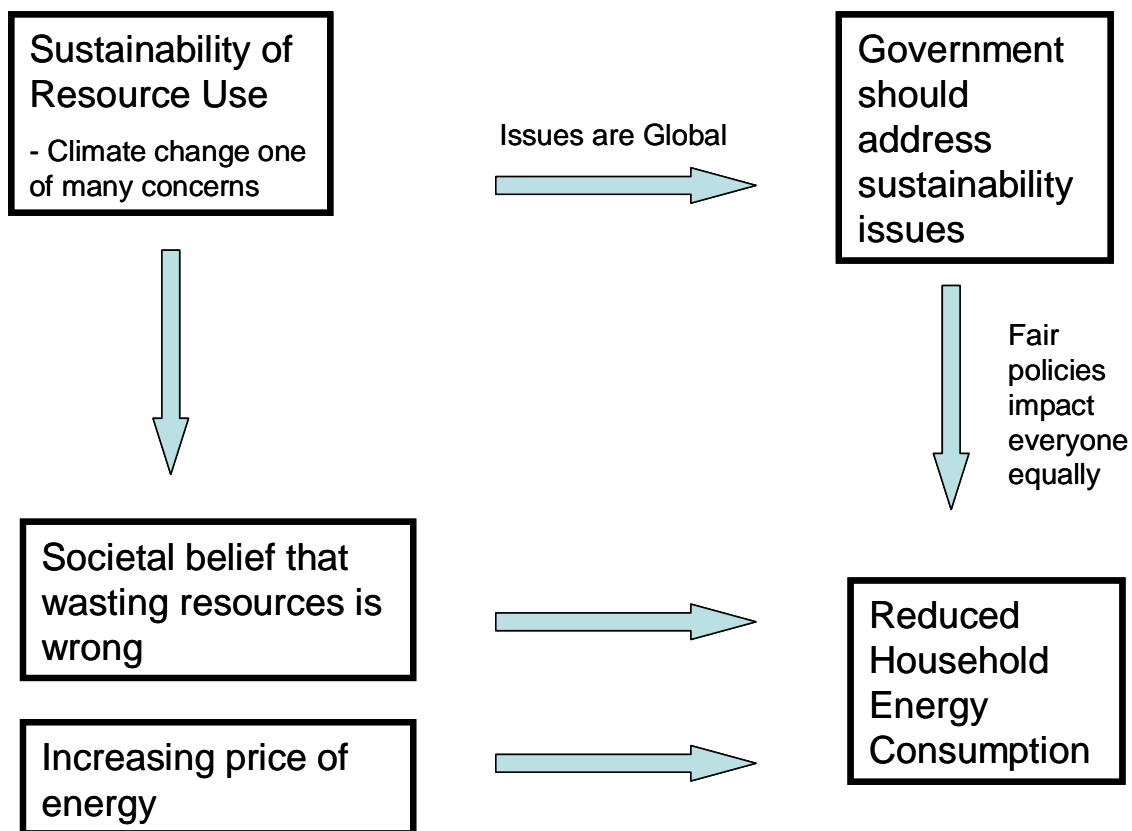 Sustainability of
Resource Use
- Climate change one
of many concerns
Issues are Global
Government
should
address
sustainability
issues
Fair
policies
impact
everyone
equally
Societal belief that
wasting resources is
wrong
Reduced
Household
Energy
Consumption
Increasing price of
energy